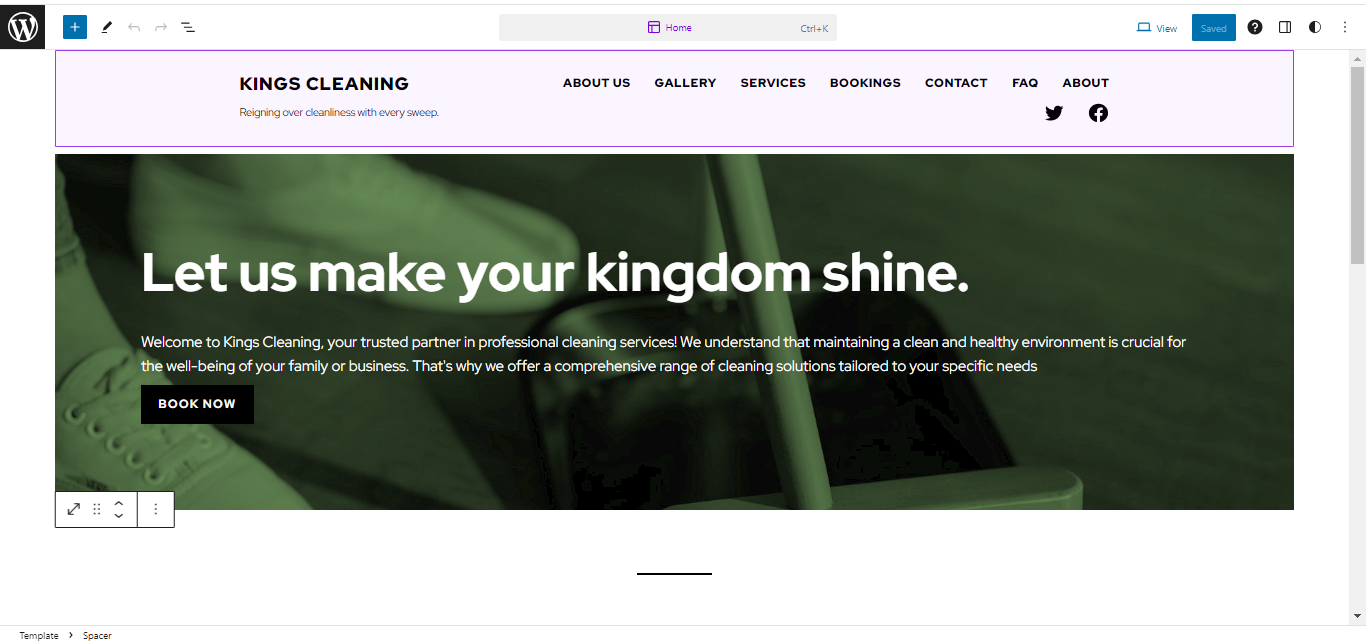 Home
Ctrl+K
View
Saved
KINGS CLEANING
ABOUT US GALLERY SERVICES BOOKINGS CONTACT FAQ ABOUT
Reigning over cleanliness with every sweep.
Let us make your kingdom shine.
Welcome to Kings Cleaning, your trusted partner in professional cleaning services! We understand that maintaining a clean and healthy environment is crucial for
the well-being of your family or business. That's why we offer a comprehensive range of cleaning solutions tailored to your specific needs
BOOK NOW
Template › Spacer